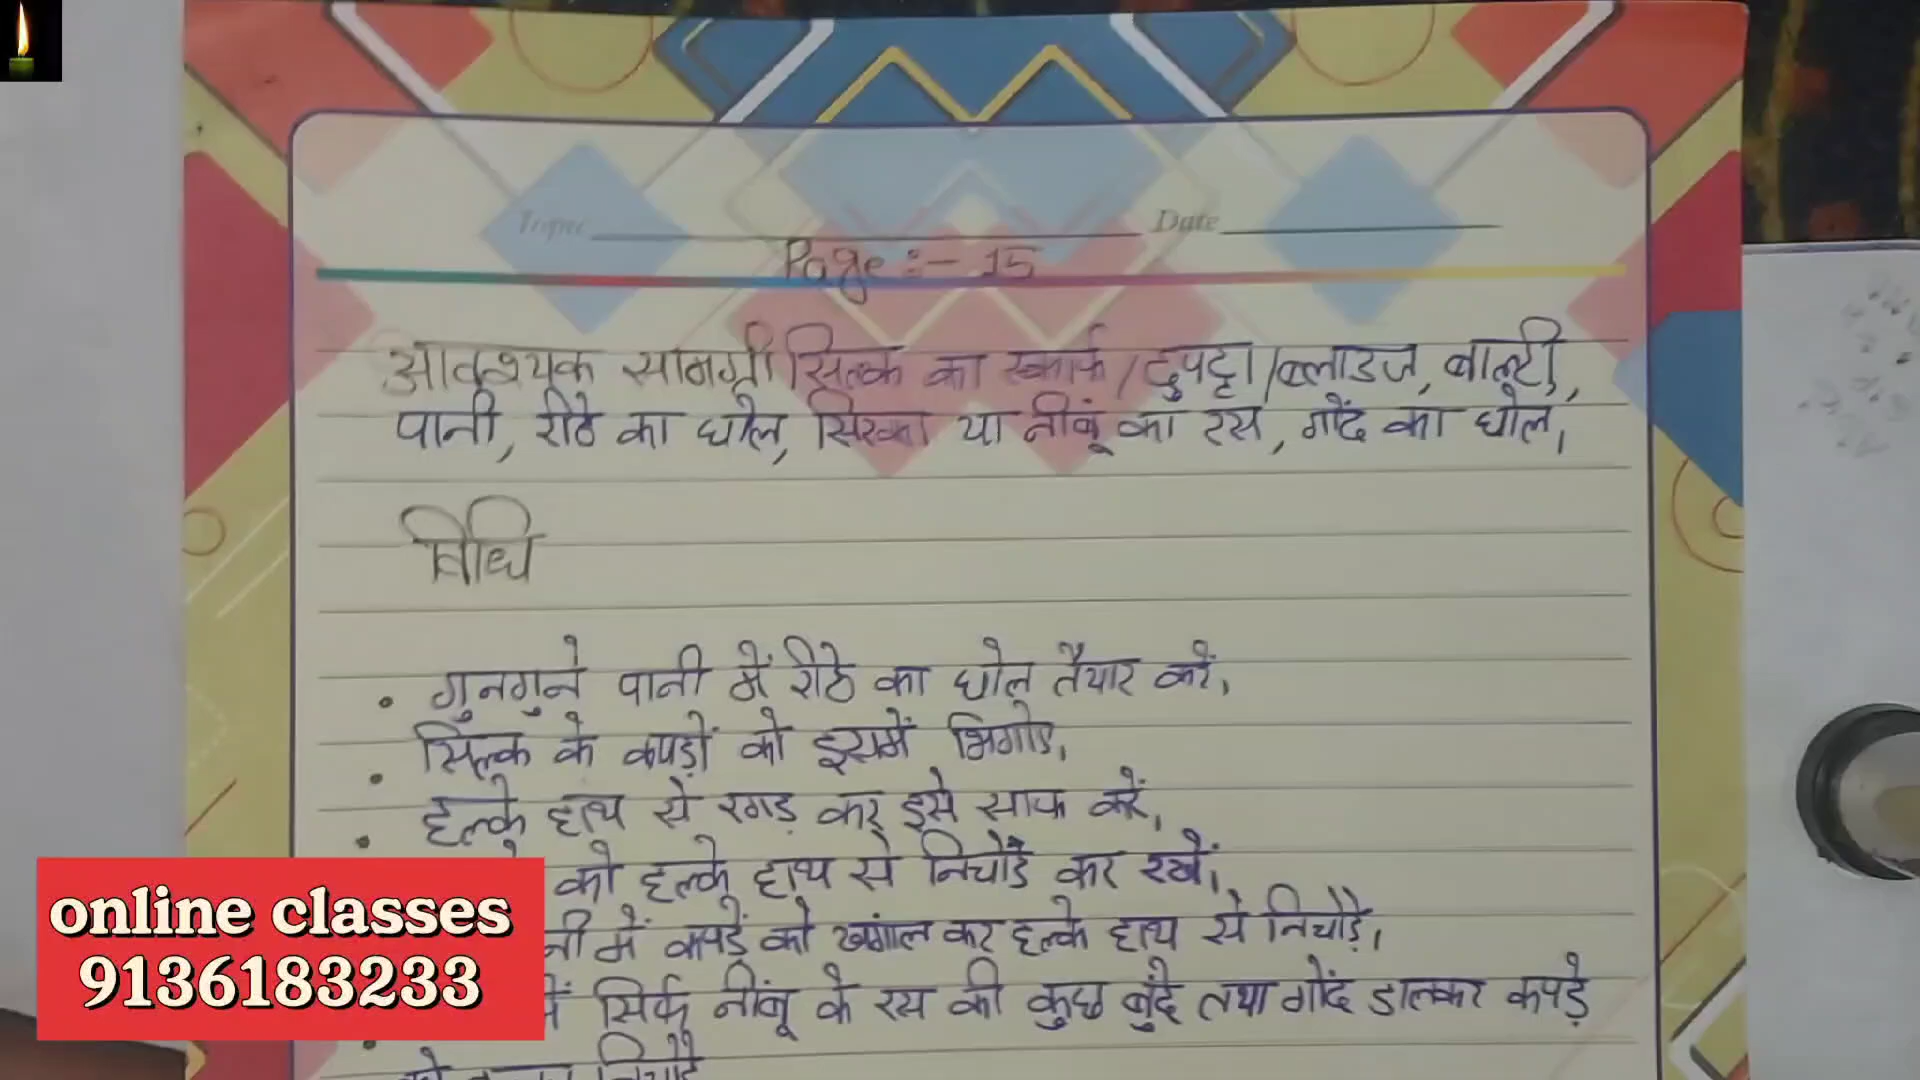 Topic Date
Page :- 15
आवश्यक सामग्री सिल्क का स्कार्फ/दुपट्टा/ब्लाउज, बाल्टी,
पानी, रीठे का घोल, सिरका या नीबूं का रस, गोंद का घोल,
विधि
• गुनगुने पानी में रीठे का घोल तैयार करें,
• सिल्क के कपड़ों को इसमें भिगोए,
• हल्के हाथ से रगड़ कर इसे साफ करें,
को हल्के हाथ से निचोड़ै कर रखें,
नी में कपड़ें को खंगाल कर हल्के हाथ से निचोड़ै,
में सिर्फ नींबू के रस की कुछ बुंदे तथा गोंद डालकर कपड़े
निचोड़ै
online classes
9136183233